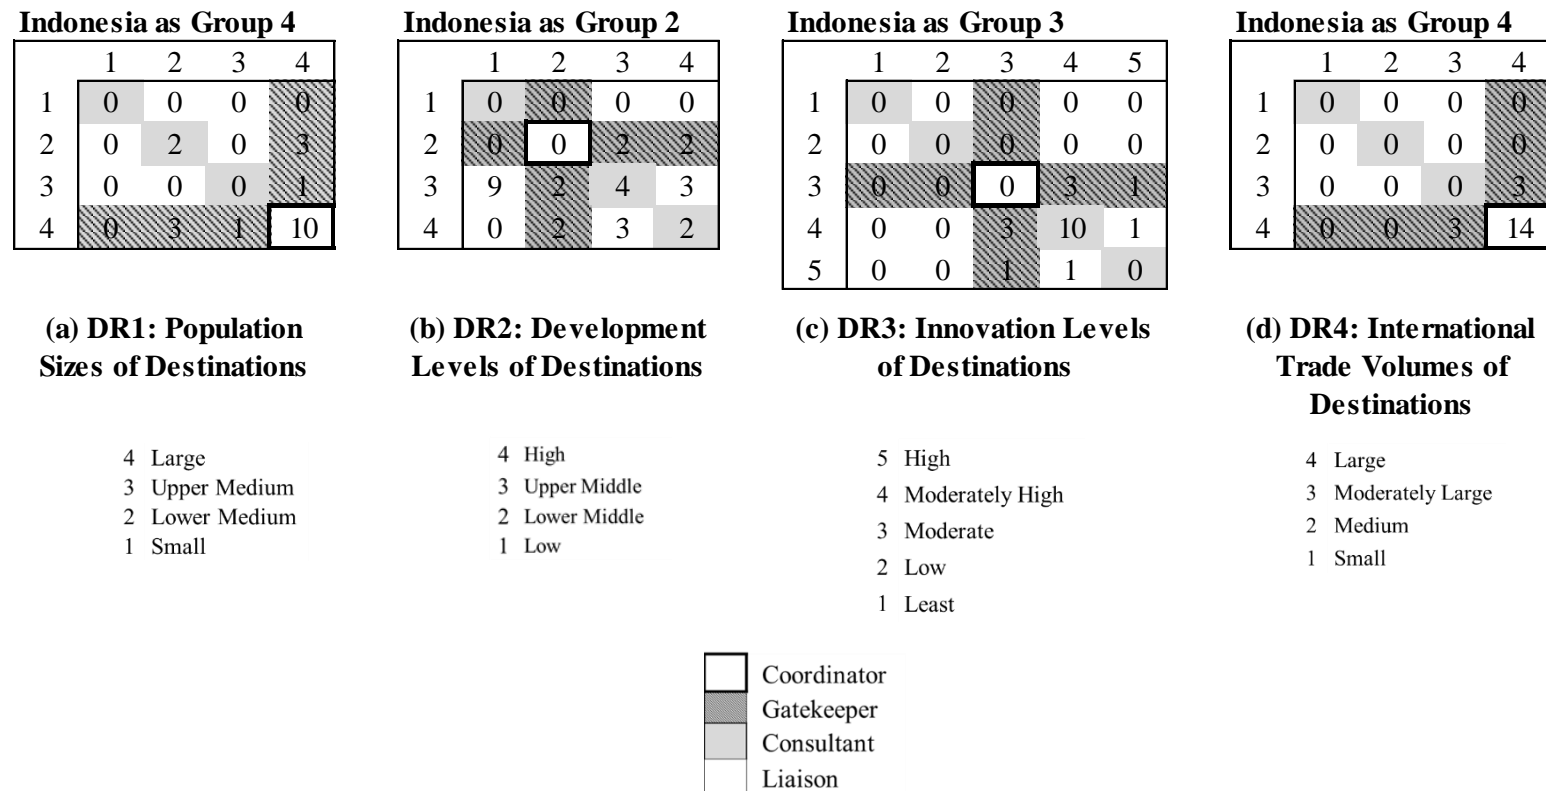 Indonesia as Group 4
1 2 3 4
1 0 0 0 0
2 0 2 0 3
3 0 0 0 1
4 0 3 1 10
(a) DR1: Population
Sizes of Destinations
4 Large
3 Upper Medium
2 Lower Medium
1 Small
Indonesia as Group 2
1 2 3 4
1 0 0 0 0
2 0 0 2 2
3 9 2 4 3
4 0 2 3 2
(b) DR2: Development
Levels of Destinations
4 High
3 Upper Middle
2 Lower Middle
1 Low
Indonesia as Group 3
1 2 3 4 5
1 0 0 0 0 0
2 0 0 0 0 0
3 0 0 0 3 1
4 0 0 3 10 1
5 0 0 1 1 0
(c) DR3: Innovation Levels
of Destinations
5 High
4 Moderately High
3 Moderate
2 Low
1 Least
Indonesia as Group 4
1 2 3 4
1 0 0 0 0
2 0 0 0 0
3 0 0 0 3
4 0 0 3 14
(d) DR4: International
Trade Volumes of
Destinations
4 Large
3 Moderately Large
2 Medium
1 Small
Coordinator
Gatekeeper
Consultant
Liaison